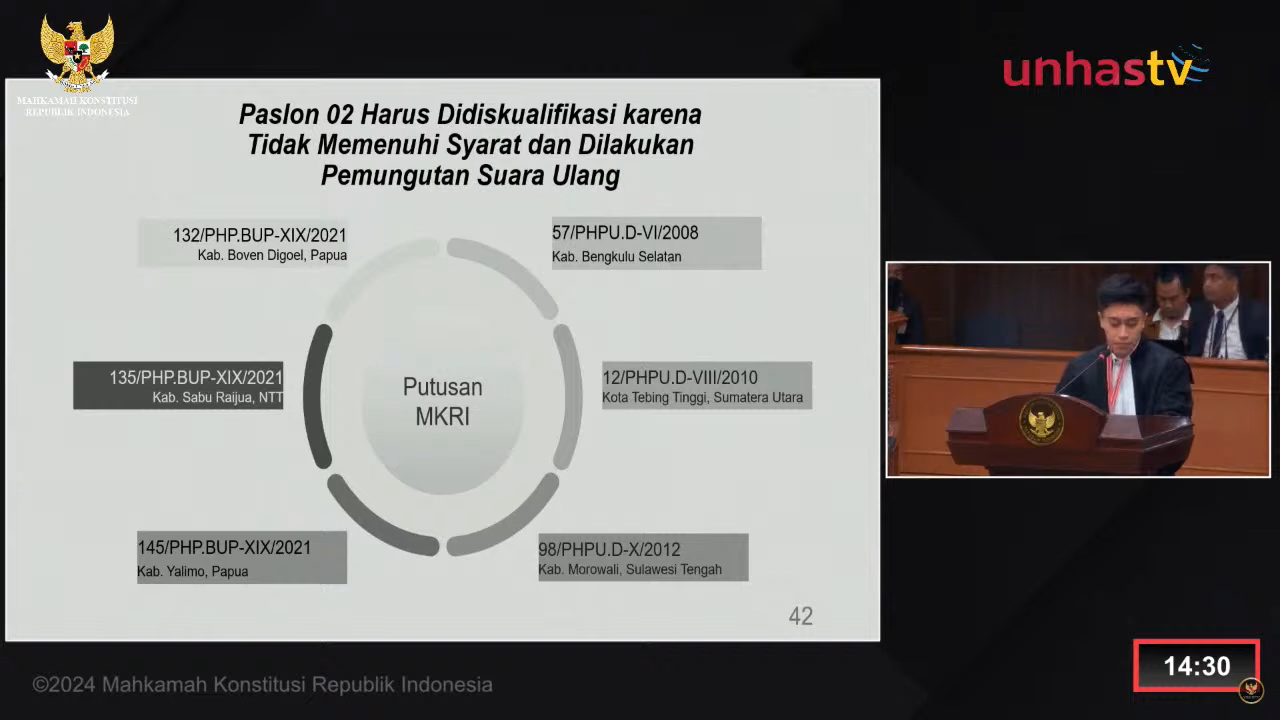 MAHKAMAH KONSTITUSI
REPUBLIK INDONESIA
unhastv
Paslon 02 Harus Didiskualifikasi karena
Tidak Memenuhi Syarat dan Dilakukan
Pemungutan Suara Ulang
132/PHP.BUP-XIX/2021
Kab. Boven Digoel, Papua
57/PHPU.D-VI/2008
Kab. Bengkulu Selatan
135/PHP.BUP-XIX/2021
Kab. Sabu Raijua, NTT
Putusan
MKRI
12/PHPU.D-VIII/2010
Kota Tebing Tinggi, Sumatera Utara
145/PHP.BUP-XIX/2021
Kab. Yalimo, Papua
98/PHPU.D-X/2012
Kab. Morowali, Sulawesi Tengah
42
©2024 Mahkamah Konstitusi Republik Indonesia
14:30